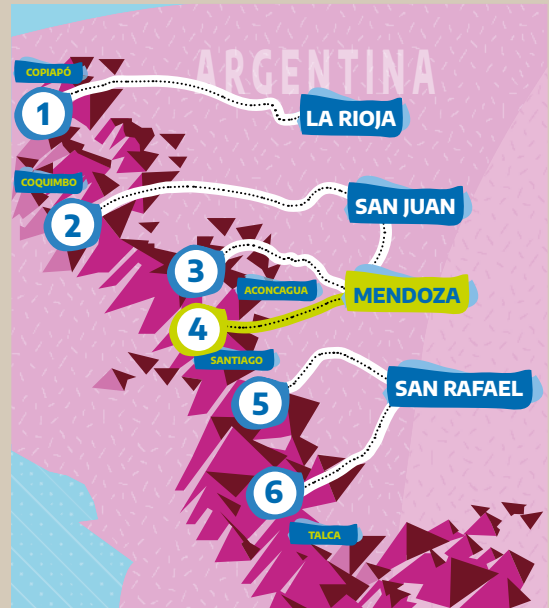 ARGENTINA
COPIAPÓ
1
LA RIOJA
COQUIMBO
2
SAN JUAN
3
ACONCAGUA
MENDOZA
4
SANTIAGO
5
SAN RAFAEL
6
TALCA